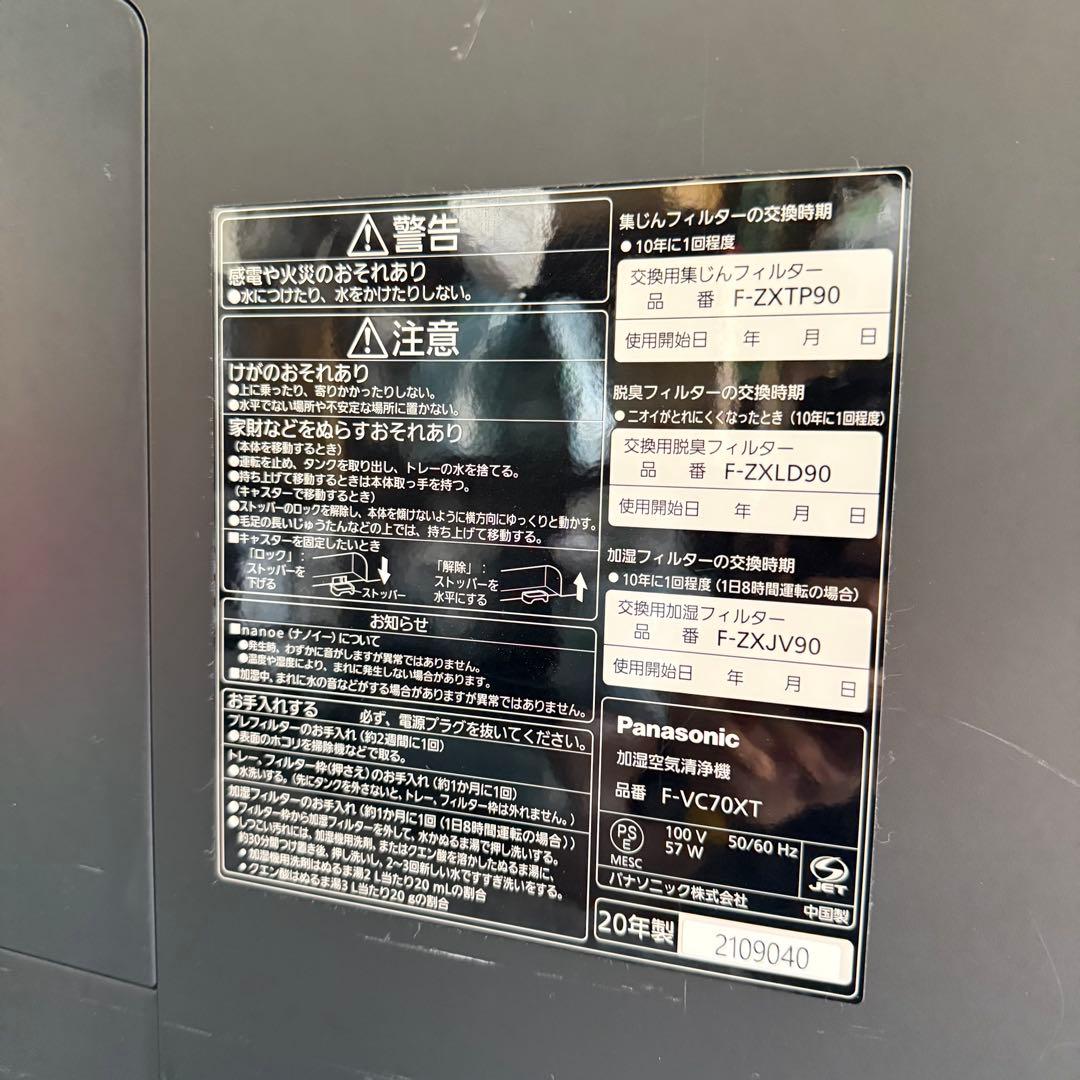 ⚠警告
感電や火災のおそれあり
●水につけたり、水をかけたりしない。
⚠注意
けがのおそれあり
●上に乗ったり、寄りかかったりしない。
●水平でない場所や不安定な場所に置かない。
家財などをぬらすおそれあり
(本体を移動するとき)
●運転を止め、タンクを取り出し、トレーの水を捨てる。
●持ち上げて移動するときは本体取っ手を持つ。
(キャスターで移動するとき)
●ストッパーのロックを解除し、本体を傾けないように横方向にゆっくりと動かす。
●毛足の長いじゅうたんなどの上では、持ち上げて移動する。
■キャスターを固定したいとき
「ロック」:
ストッパーを
下げる
ストッパー
「解除」:
ストッパーを
水平にする
お知らせ
■nanoe(ナノイー)について
●発生時、わずかに音がしますが異常ではありません。
●温度や湿度により、まれに発生しない場合があります。
■加湿中、まれに水の音などがする場合がありますが異常ではありません。
お手入れする 必ず、電源プラグを抜いてください。
プレフィルターのお手入れ(約2週間に1回)
●表面のホコリを掃除機などで取る。
トレー、フィルター枠(押さえ)のお手入れ(約1か月に1回)
●水洗いする。(先にタンクを外さないと、トレー、フィルター枠は外れません。)
加湿フィルターのお手入れ(約1か月に1回(1日8時間運転の場合))
●フィルター枠から加湿フィルターを外して、水かぬるま湯で押し洗いする。
●しつこい汚れには、加湿機用洗剤、またはクエン酸を溶かしたぬるま湯に、
約30分間つけ置き後、押し洗いし、2~3回新しい水ですすぎ洗いをする。
◆加湿機用洗剤はぬるま湯2 L当たり20 mLの割合
◆クエン酸はぬるま湯3 L当たり20 gの割合
集じんフィルターの交換時期
●10年に1回程度
交換用集じんフィルター
品 番 F-ZXTP90
使用開始日 年 月 日
脱臭フィルターの交換時期
●ニオイがとれにくくなったとき(10年に1回程度)
交換用脱臭フィルター
品 番 F-ZXLD90
使用開始日 年 月 日
加湿フィルターの交換時期
●10年に1回程度(1日8時間運転の場合)
交換用加湿フィルター
品 番 F-ZXJV90
使用開始日 年 月 日
Panasonic
加湿空気清浄機
品番 F-VC70XT
PS
E
MESC
100 V 50/60 Hz
57 W
JET
パナソニック株式会社 中国製
20年製 2109040